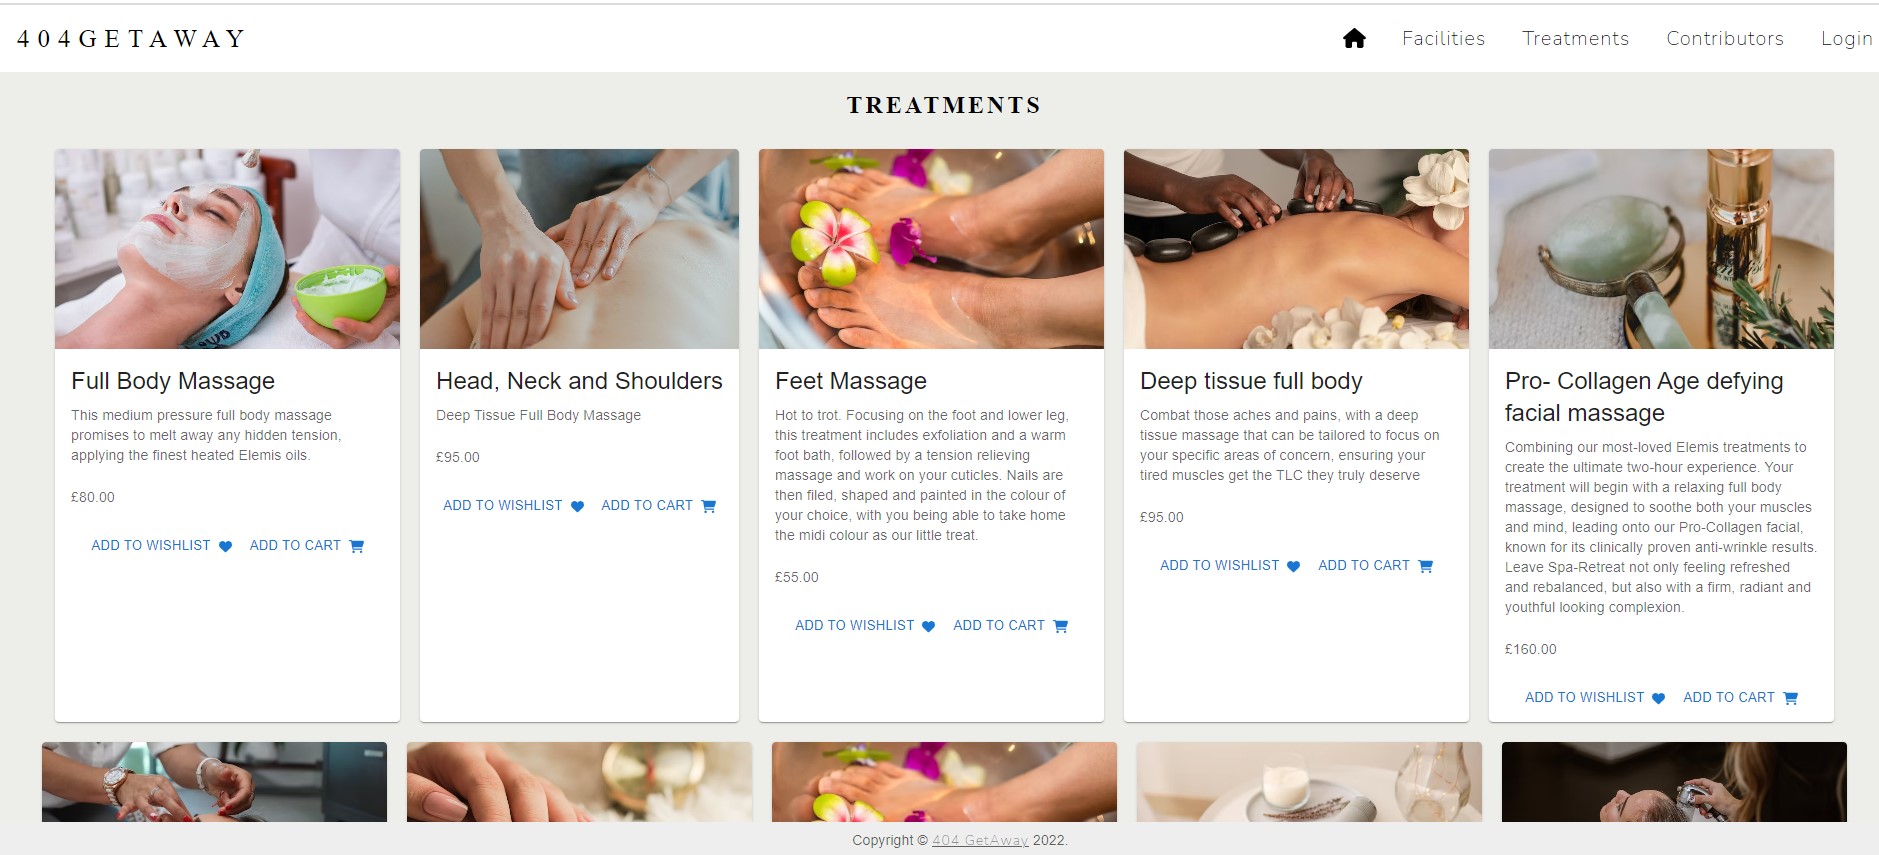 404GETAWAY
Facilities
Treatments
Contributors
Login
TREATMENTS
Full Body Massage
This medium pressure full body massage
promises to melt away any hidden tension,
applying the finest heated Elemis oils.
£80.00
ADD TO WISHLIST
ADD TO CART
Head, Neck and Shoulders
Deep Tissue Full Body Massage
£95.00
ADD TO WISHLIST
ADD TO CART
Feet Massage
Hot to trot. Focusing on the foot and lower leg,
this treatment includes exfoliation and a warm
foot bath, followed by a tension relieving
massage and work on your cuticles. Nails are
then filed, shaped and painted in the colour of
your choice, with you being able to take home
the midi colour as our little treat.
£55.00
ADD TO WISHLIST
ADD TO CART
Deep tissue full body
Combat those aches and pains, with a deep
tissue massage that can be tailored to focus on
your specific areas of concern, ensuring your
tired muscles get the TLC they truly deserve
£95.00
ADD TO WISHLIST
ADD TO CART
Pro- Collagen Age defying
facial massage
Combining our most-loved Elemis treatments to
create the ultimate two-hour experience. Your
treatment will begin with a relaxing full body
massage, designed to soothe both your muscles
and mind, leading onto our Pro-Collagen facial,
known for its clinically proven anti-wrinkle results.
Leave Spa-Retreat not only feeling refreshed
and rebalanced, but also with a firm, radiant and
youthful looking complexion.
£160.00
ADD TO WISHLIST
ADD TO CART
Copyright © 404 GetAway 2022.